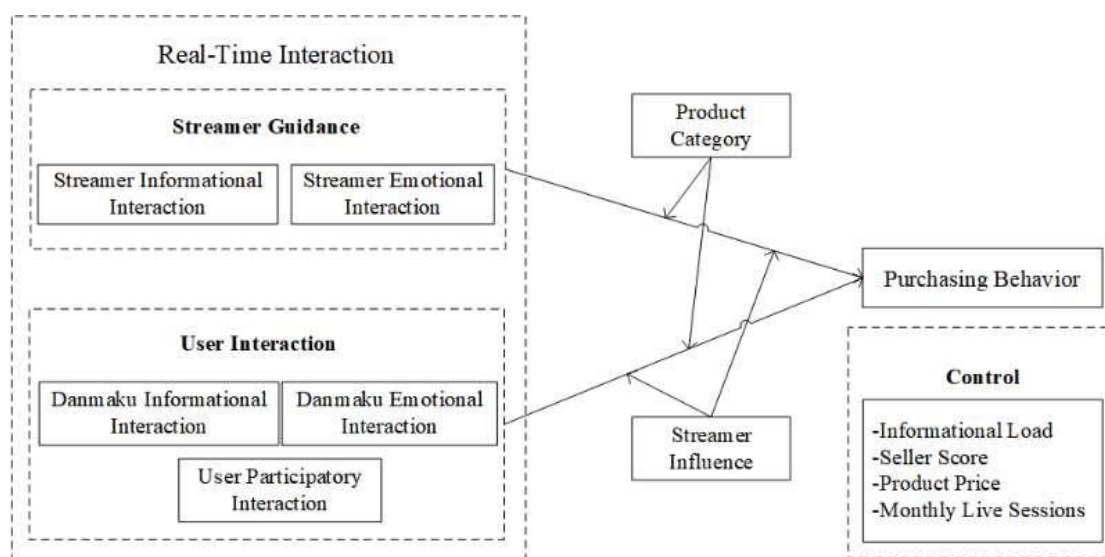 Real-Time Interaction
Streamer Guidance
Streamer Informational
Interaction
Streamer Emotional
Interaction
User Interaction
Danmaku Informational
Interaction
Danmaku Emotional
Interaction
User Participatory
Interaction
Product
Category
Streamer
Influence
Purchasing Behavior
Control
-Informational Load
-Seller Score
-Product Price
-Monthly Live Sessions